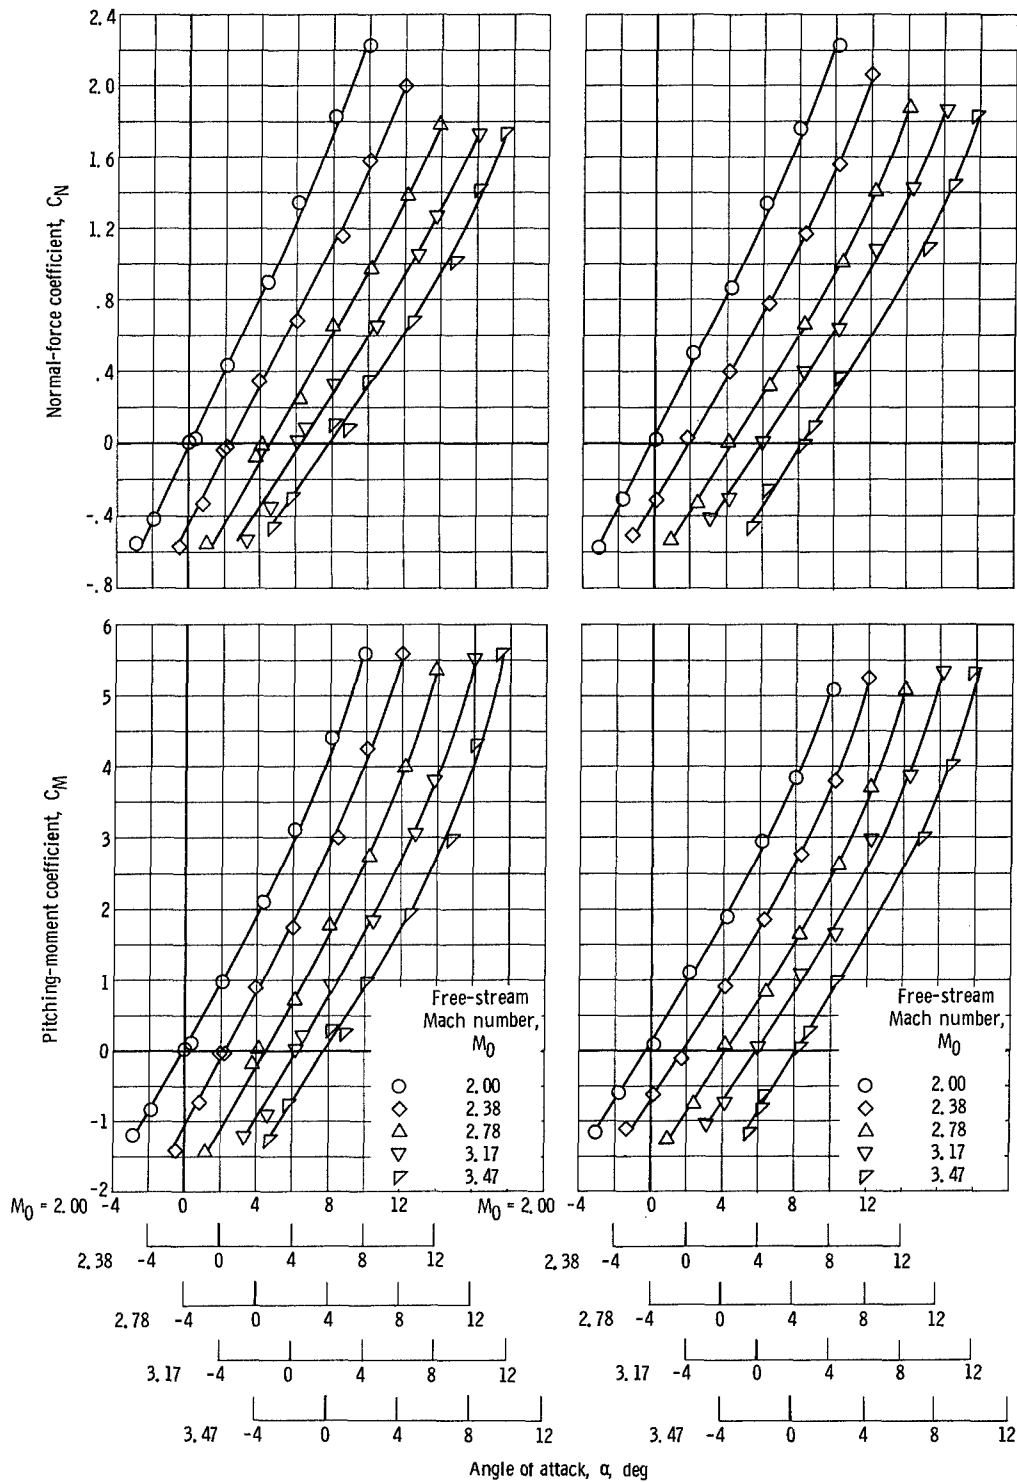 2.4
2.0
1.6
1.2
.8
.4
0
-.4
-.8
Normal-force coefficient, C_N
6
5
4
3
2
1
0
-1
-2
Pitching-moment coefficient, C_M
Free-stream
Mach number,
M_0
2.00
2.38
2.78
3.17
3.47
Free-stream
Mach number,
M_0
2.00
2.38
2.78
3.17
3.47
M_0 = 2.00 -4 0 4 8 12 M_0 = 2.00 -4 0 4 8 12
2.38 -4 0 4 8 12 2.38 -4 0 4 8 12
2.78 -4 0 4 8 12 2.78 -4 0 4 8 12
3.17 -4 0 4 8 12 3.17 -4 0 4 8 12
3.47 -4 0 4 8 12 3.47 -4 0 4 8 12
Angle of attack, α, deg